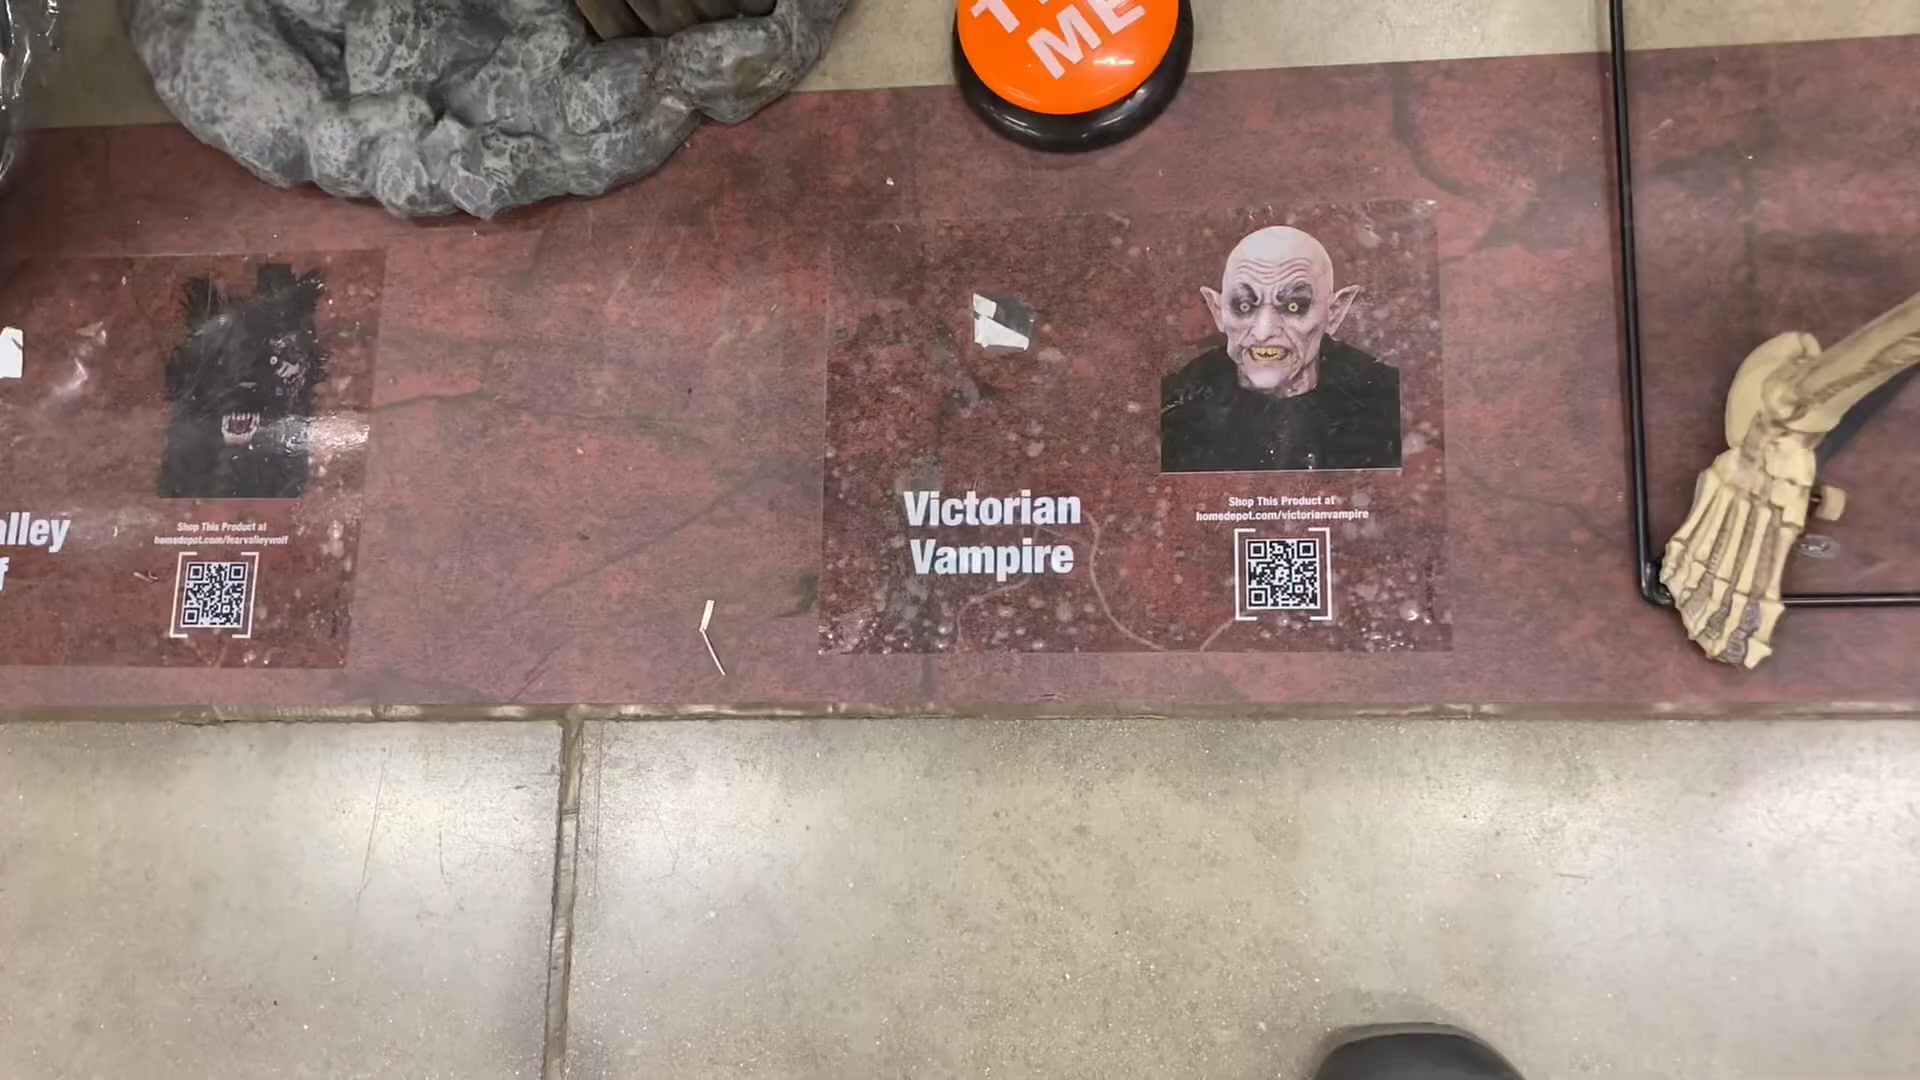 ME
alley
f
Shop This Product at
homedepot.com/fearvalleywolf
Victorian
Vampire
Shop This Product at
homedepot.com/victorianvampire